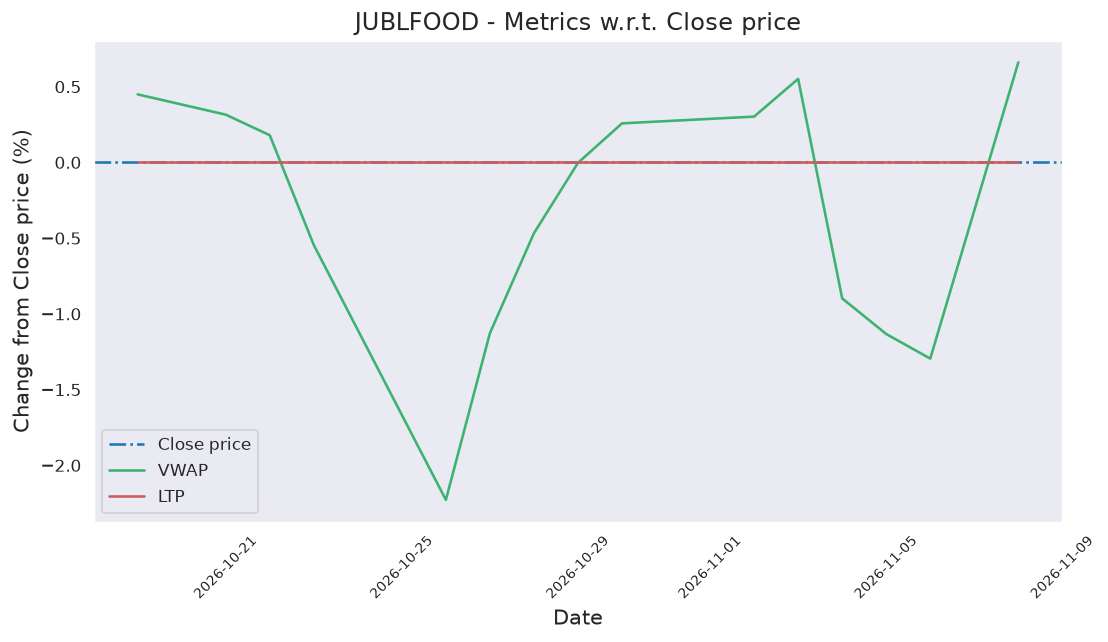 JUBLFOOD - Metrics w.r.t. Close price
Change from Close price (%)
0.5
0.0
−0.5
−1.0
−1.5
−2.0
Close price
VWAP
LTP
2026-10-21
2026-10-25
2026-10-29
2026-11-01
2026-11-05
2026-11-09
Date